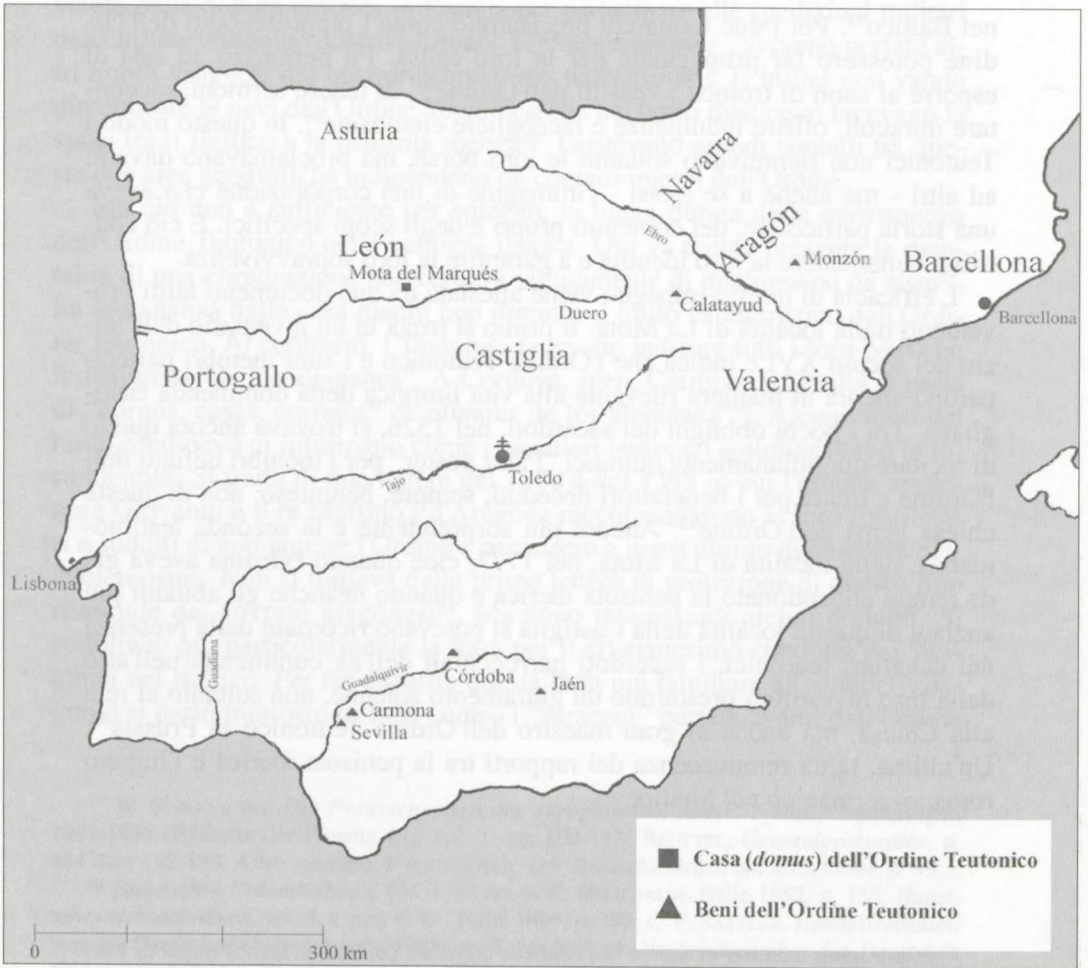 Asturia
Navarra
Ebro
Aragón
León
Monzón
Barcellona
Mota del Marqués
Calatayud
Duero
Barcellona
Castiglia
Portogallo
Valencia
Tajo
Toledo
Lisbona
Guadiana
Guadalquivir
Córdoba
Jaén
Carmona
Sevilla
Casa (domus) dell'Ordine Teutonico
Beni dell'Ordine Teutonico
0
300 km